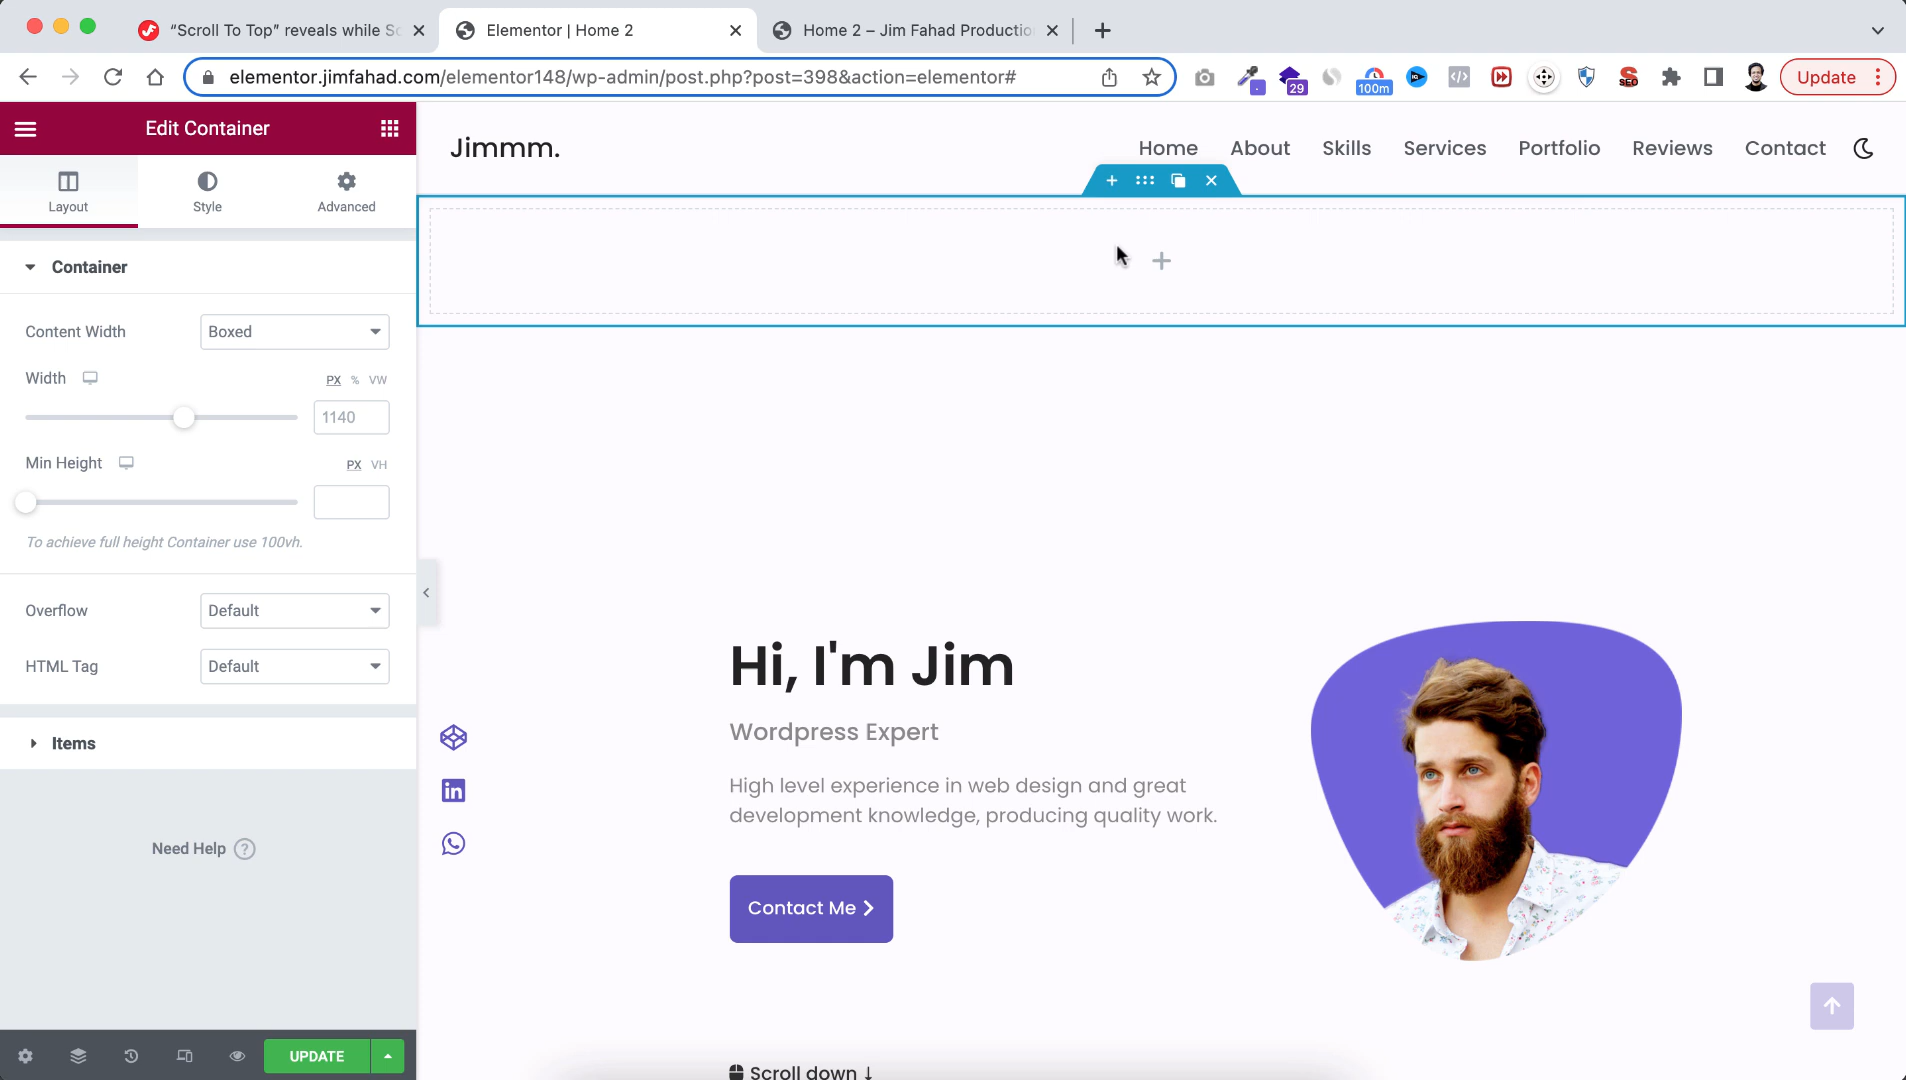 "Scroll To Top" reveals while Sc
Elementor | Home 2
Home 2 – Jim Fahad Productio
elementor.jimfahad.com/elementor148/wp-admin/post.php?post=398&action=elementor#
29
100m
SEO
Update
Edit Container
Layout
Style
Advanced
Container
Content Width
Boxed
Width
PX % VW
1140
Min Height
PX VH
To achieve full height Container use 100vh.
Overflow
Default
HTML Tag
Default
Items
Need Help ?
UPDATE
Jimmm.
Home
About
Skills
Services
Portfolio
Reviews
Contact
Hi, I'm Jim
Wordpress Expert
High level experience in web design and great
development knowledge, producing quality work.
Contact Me
Scroll down ↓